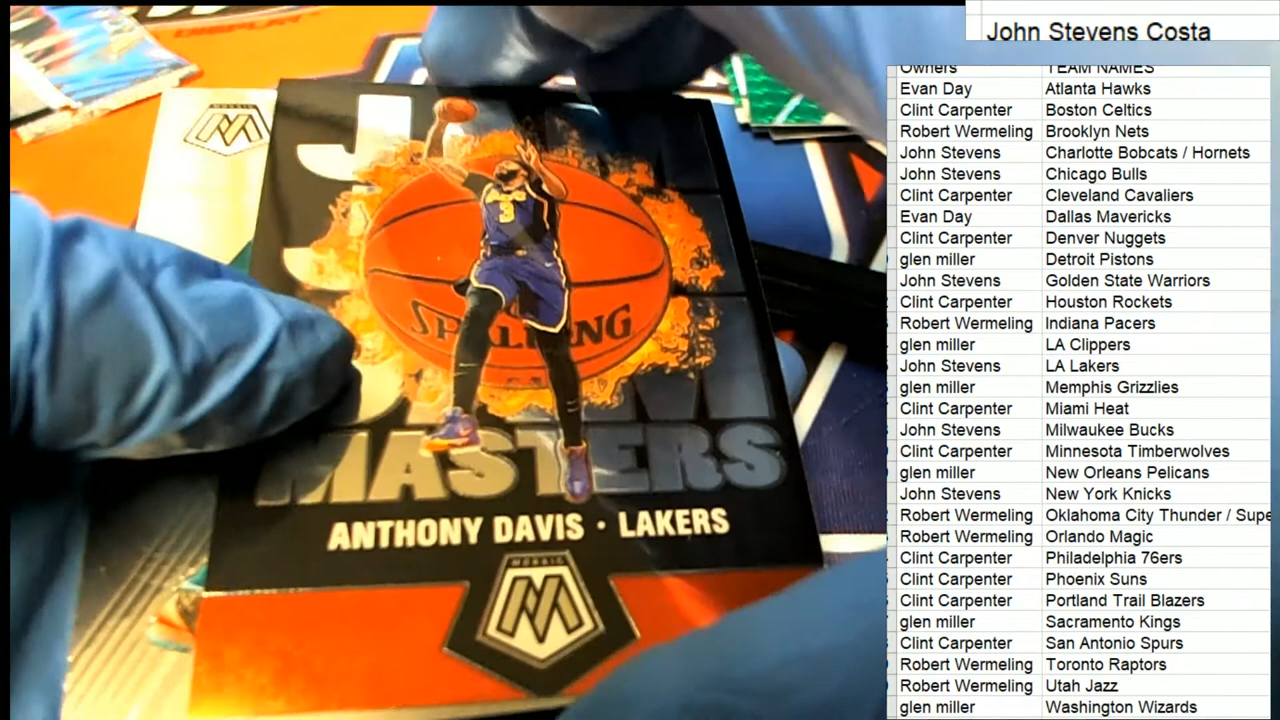 John Stevens Costa
Owners TEAM NAMES
Evan Day Atlanta Hawks
Clint Carpenter Boston Celtics
Robert Wermeling Brooklyn Nets
John Stevens Charlotte Bobcats / Hornets
John Stevens Chicago Bulls
Clint Carpenter Cleveland Cavaliers
Evan Day Dallas Mavericks
Clint Carpenter Denver Nuggets
glen miller Detroit Pistons
John Stevens Golden State Warriors
Clint Carpenter Houston Rockets
Robert Wermeling Indiana Pacers
glen miller LA Clippers
John Stevens LA Lakers
glen miller Memphis Grizzlies
Clint Carpenter Miami Heat
John Stevens Milwaukee Bucks
Clint Carpenter Minnesota Timberwolves
glen miller New Orleans Pelicans
John Stevens New York Knicks
Robert Wermeling Oklahoma City Thunder / Supe
Robert Wermeling Orlando Magic
Clint Carpenter Philadelphia 76ers
Clint Carpenter Phoenix Suns
Clint Carpenter Portland Trail Blazers
glen miller Sacramento Kings
Clint Carpenter San Antonio Spurs
Robert Wermeling Toronto Raptors
Robert Wermeling Utah Jazz
glen miller Washington Wizards
DISPLAY
MOSAIC
3
SPALDING
MASTERS
ANTHONY DAVIS · LAKERS
MOSAIC